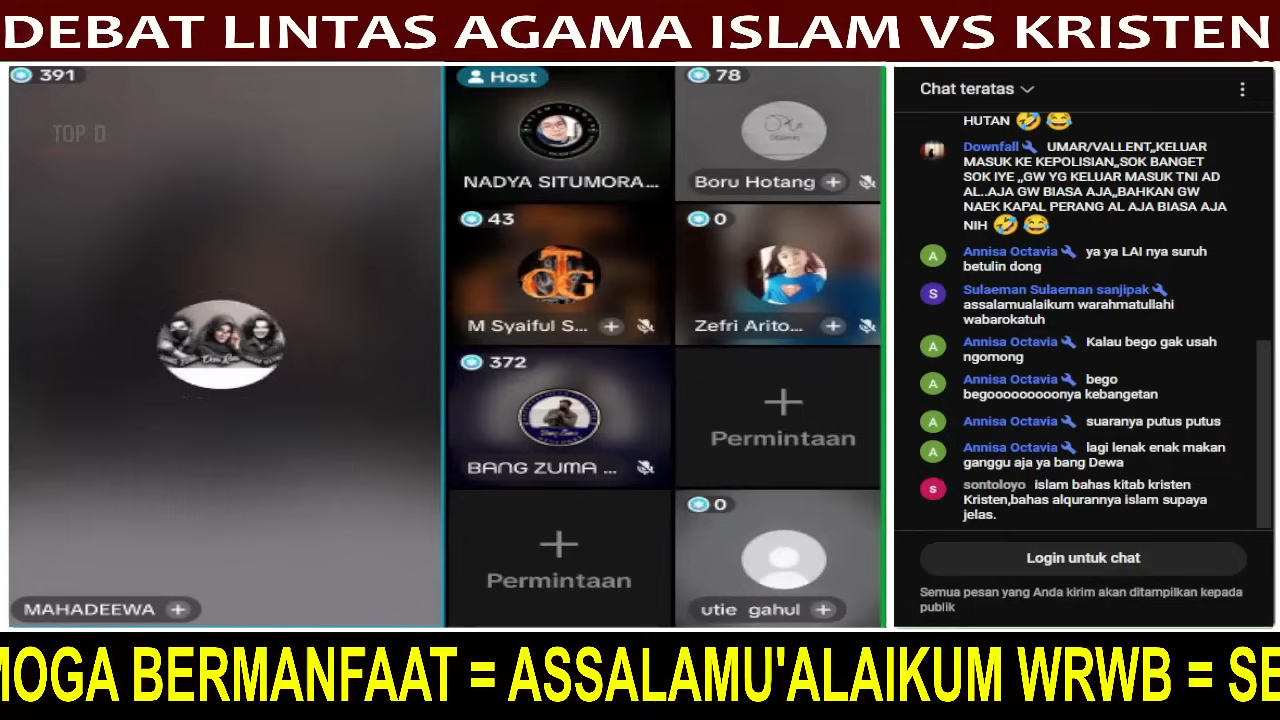 DEBAT LINTAS AGAMA ISLAM VS KRISTEN
391
TOP D
MAHADEEWA +
Host
NADYA SITUMORA...
78
Boru Hotang +
43
M Syaiful S... +
0
Zefri Arito... +
372
BANG ZUMA ...
Permintaan
Permintaan
0
utie gahul +
Chat teratas
HUTAN 🤣 😂
Downfall UMAR/VALLENT,,KELUAR
MASUK KE KEPOLISIAN,,SOK BANGET
SOK IYE ,,GW YG KELUAR MASUK TNI AD
AL..AJA GW BIASA AJA,,BAHKAN GW
NAEK KAPAL PERANG AL AJA BIASA AJA
NIH 🤣 😂
A
Annisa Octavia ya ya LAI nya suruh
betulin dong
S
Sulaeman Sulaeman sanjipak
assalamualaikum warahmatullahi
wabarokatuh
A
Annisa Octavia Kalau bego gak usah
ngomong
A
Annisa Octavia bego
begooooooooonya kebangetan
A
Annisa Octavia suaranya putus putus
A
Annisa Octavia lagi lenak enak makan
ganggu aja ya bang Dewa
s
sontoloyo islam bahas kitab kristen
Kristen,bahas alqurannya islam supaya
jelas.
Login untuk chat
Semua pesan yang Anda kirim akan ditampilkan kepada
publik
MOGA BERMANFAAT = ASSALAMU'ALAIKUM WRWB = SE